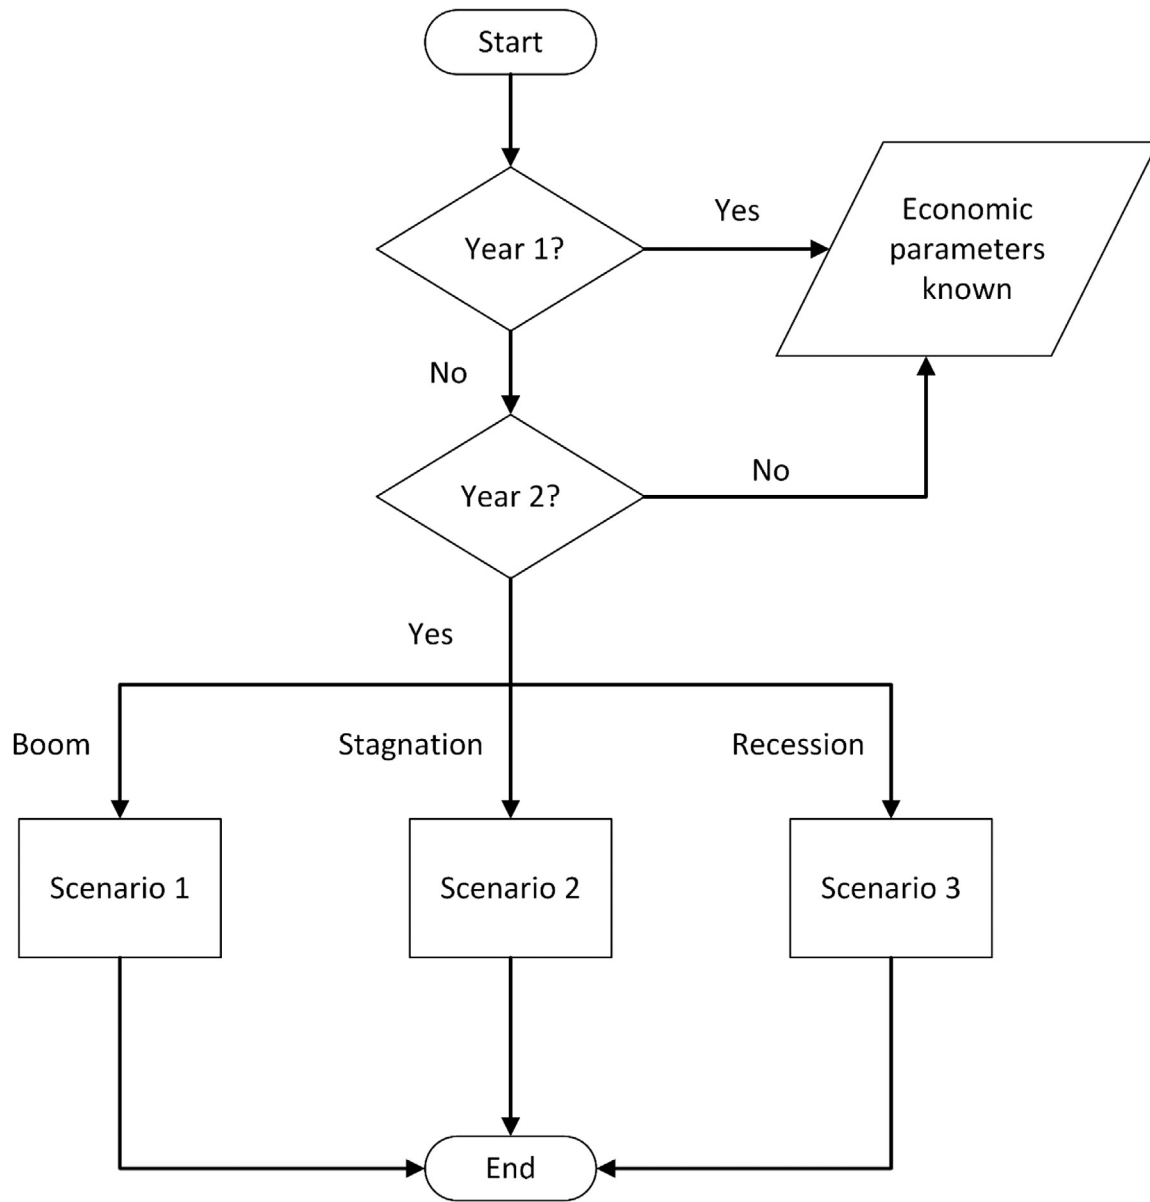 Start
Yes
Economic
parameters
known
Year 1?
No
No
Year 2?
Yes
Boom
Stagnation
Recession
Scenario 1
Scenario 2
Scenario 3
End